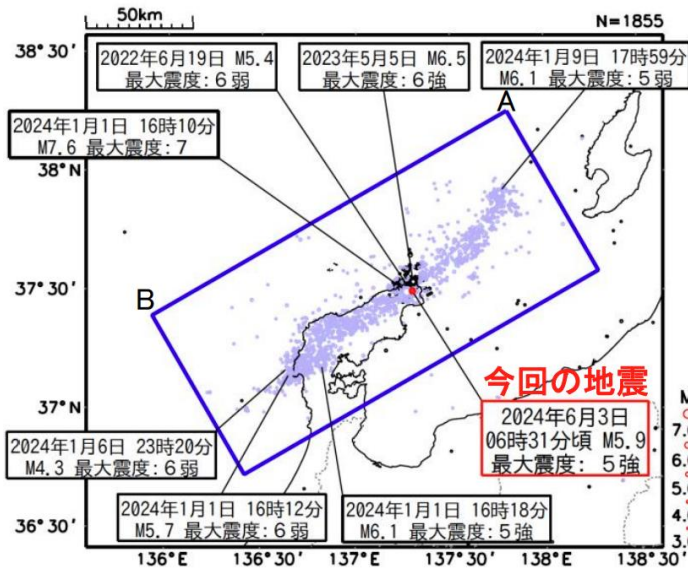 50km
N=1855
38°30′
2022年6月19日 M5.4
最大震度:6弱
2023年5月5日 M6.5
最大震度:6強
2024年1月9日 17時59分
M6.1 最大震度:5弱
A
2024年1月1日 16時10分
M7.6 最大震度:7
38°N
37°30′
B
今回の地震
2024年6月3日
06時31分頃 M5.9
最大震度: 5強
37°N
2024年1月6日 23時20分
M4.3 最大震度:6弱
2024年1月1日 16時12分
M5.7 最大震度:6弱
2024年1月1日 16時18分
M6.1 最大震度:5強
36°30′
136°E
136°30′
137°E
137°30′
138°E
138°30′
M
7.
6.
5.
4.
3.